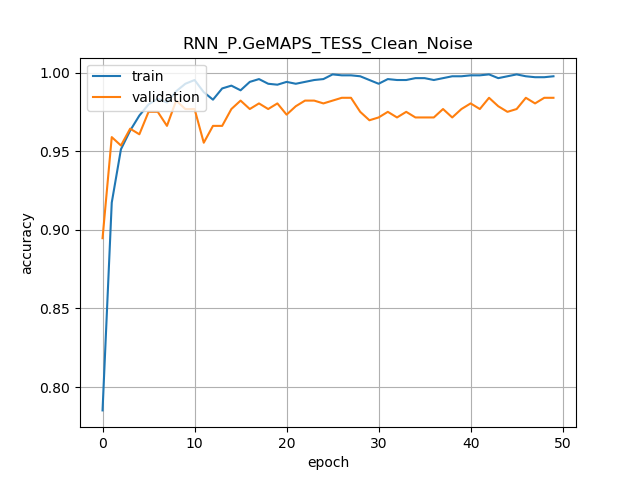 RNN_P.GeMAPS_TESS_Clean_Noise
train
validation
1.00
0.95
0.90
0.85
0.80
accuracy
0 10 20 30 40 50
epoch